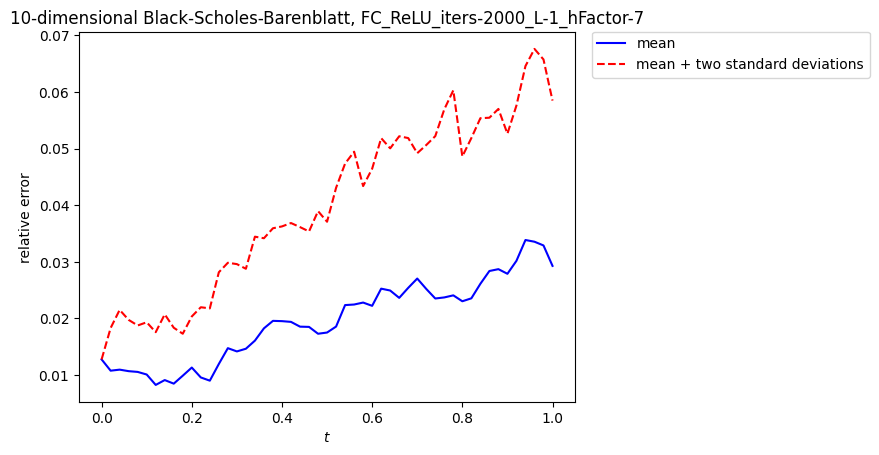 10-dimensional Black-Scholes-Barenblatt, FC_ReLU_iters-2000_L-1_hFactor-7
mean
mean + two standard deviations
relative error
0.07
0.06
0.05
0.04
0.03
0.02
0.01
0.0 0.2 0.4 0.6 0.8 1.0
t